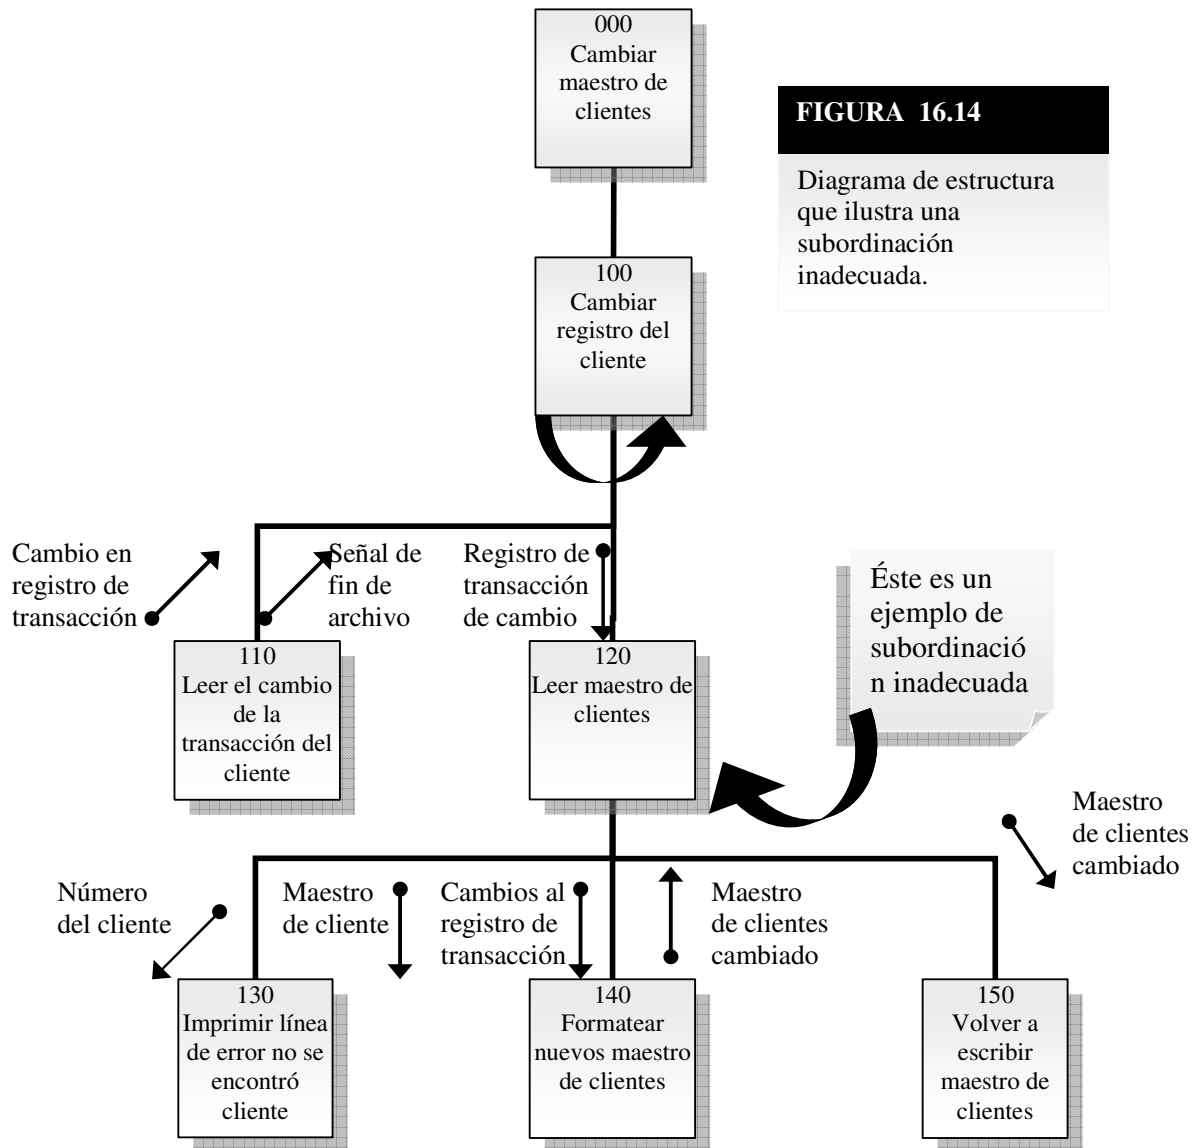 000
Cambiar
maestro de
clientes
FIGURA 16.14
Diagrama de estructura
que ilustra una
subordinación
inadecuada.
100
Cambiar
registro del
cliente
Cambio en
registro de
transacción
Señal de
fin de
archivo
Registro de
transacción
de cambio
Éste es un
ejemplo de
subordinació
n inadecuada
110
Leer el cambio
de la
transacción del
cliente
120
Leer maestro de
clientes
Maestro
de clientes
cambiado
Número
del cliente
Maestro
de cliente
Cambios al
registro de
transacción
Maestro
de clientes
cambiado
130
Imprimir línea
de error no se
encontró
cliente
140
Formatear
nuevos maestro
de clientes
150
Volver a
escribir
maestro de
clientes